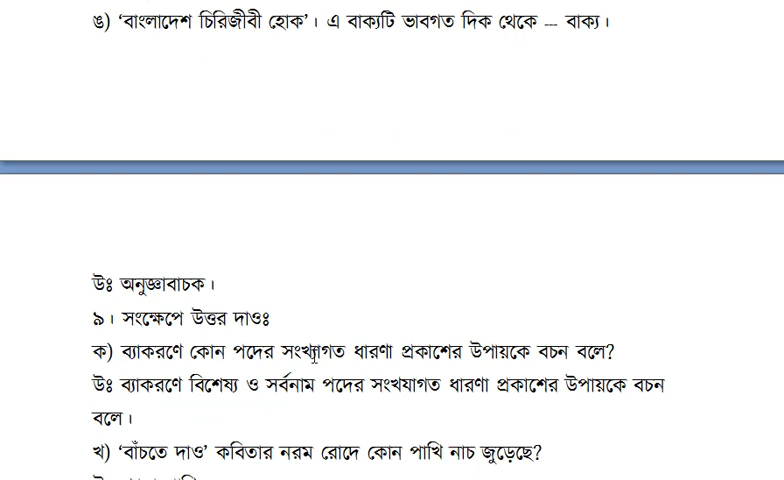 ঙ) ‘বাংলাদেশ চিরিজীবী হোক’। এ বাক্যটি ভাবগত দিক থেকে --- বাক্য।
উঃ অনুজ্ঞাবাচক।
৯। সংক্ষেপে উত্তর দাওঃ
ক) ব্যাকরণে কোন পদের সংখ্যাগত ধারণা প্রকাশের উপায়কে বচন বলে?
উঃ ব্যাকরণে বিশেষ্য ও সর্বনাম পদের সংখযাগত ধারণা প্রকাশের উপায়কে বচন
বলে।
খ) ‘বাঁচতে দাও’ কবিতার নরম রোদে কোন পাখি নাচ জুড়েছে?